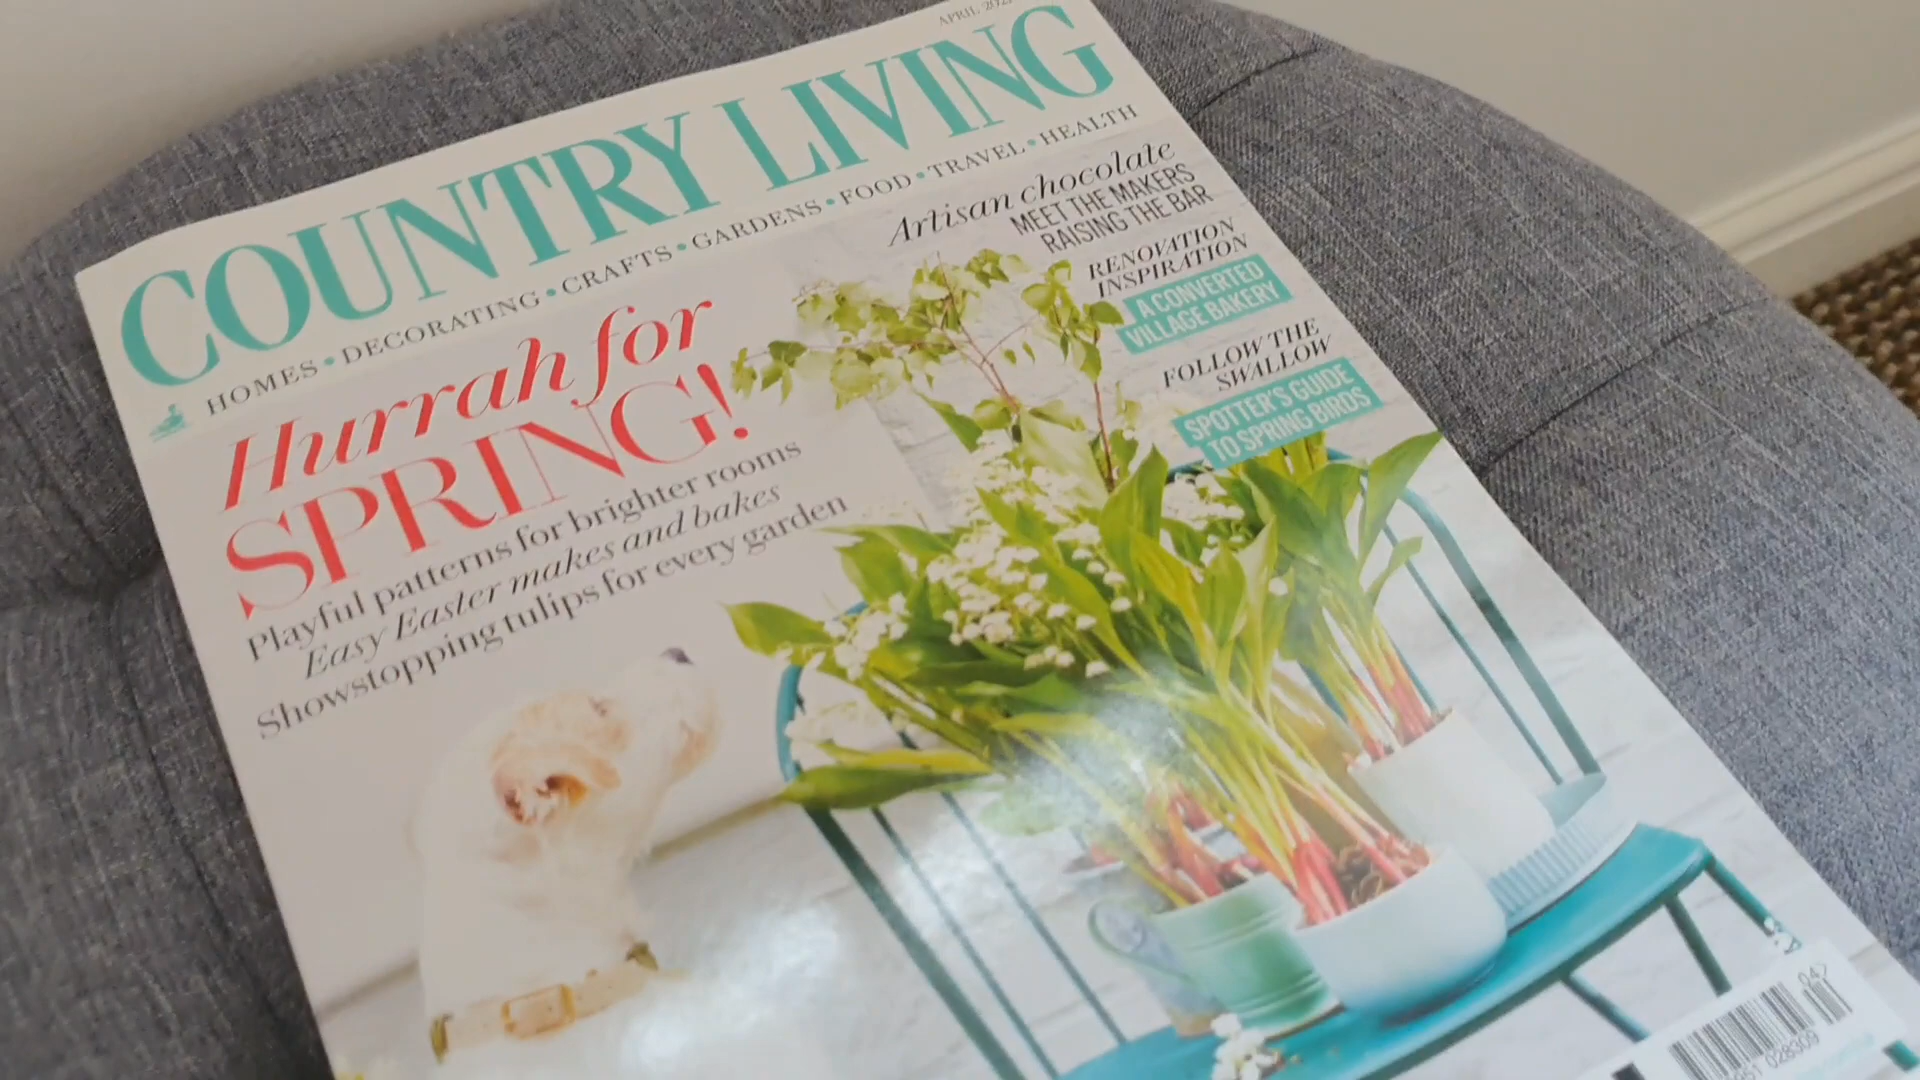 APRIL
COUNTRY LIVING
HOMES • DECORATING • CRAFTS • GARDENS • FOOD • TRAVEL • HEALTH
Hurrah for
SPRING!
Playful patterns for brighter rooms
Easy Easter makes and bakes
Showstopping tulips for every garden
Artisan chocolate
MEET THE MAKERS
RAISING THE BAR
RENOVATION
INSPIRATION
A CONVERTED
VILLAGE BAKERY
FOLLOW THE
SWALLOW
SPOTTER'S GUIDE
TO SPRING BIRDS
04>
028309